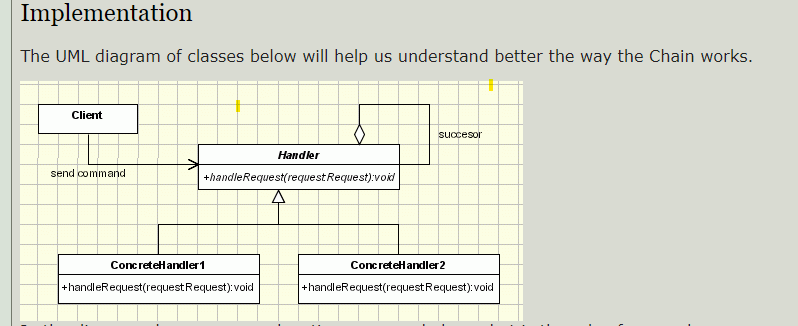 Implementation
The UML diagram of classes below will help us understand better the way the Chain works.
Client
succesor
Handler
send command
+handleRequest(request:Request):void
ConcreteHandler1
ConcreteHandler2
+handleRequest(request:Request):void
+handleRequest(request:Request):void